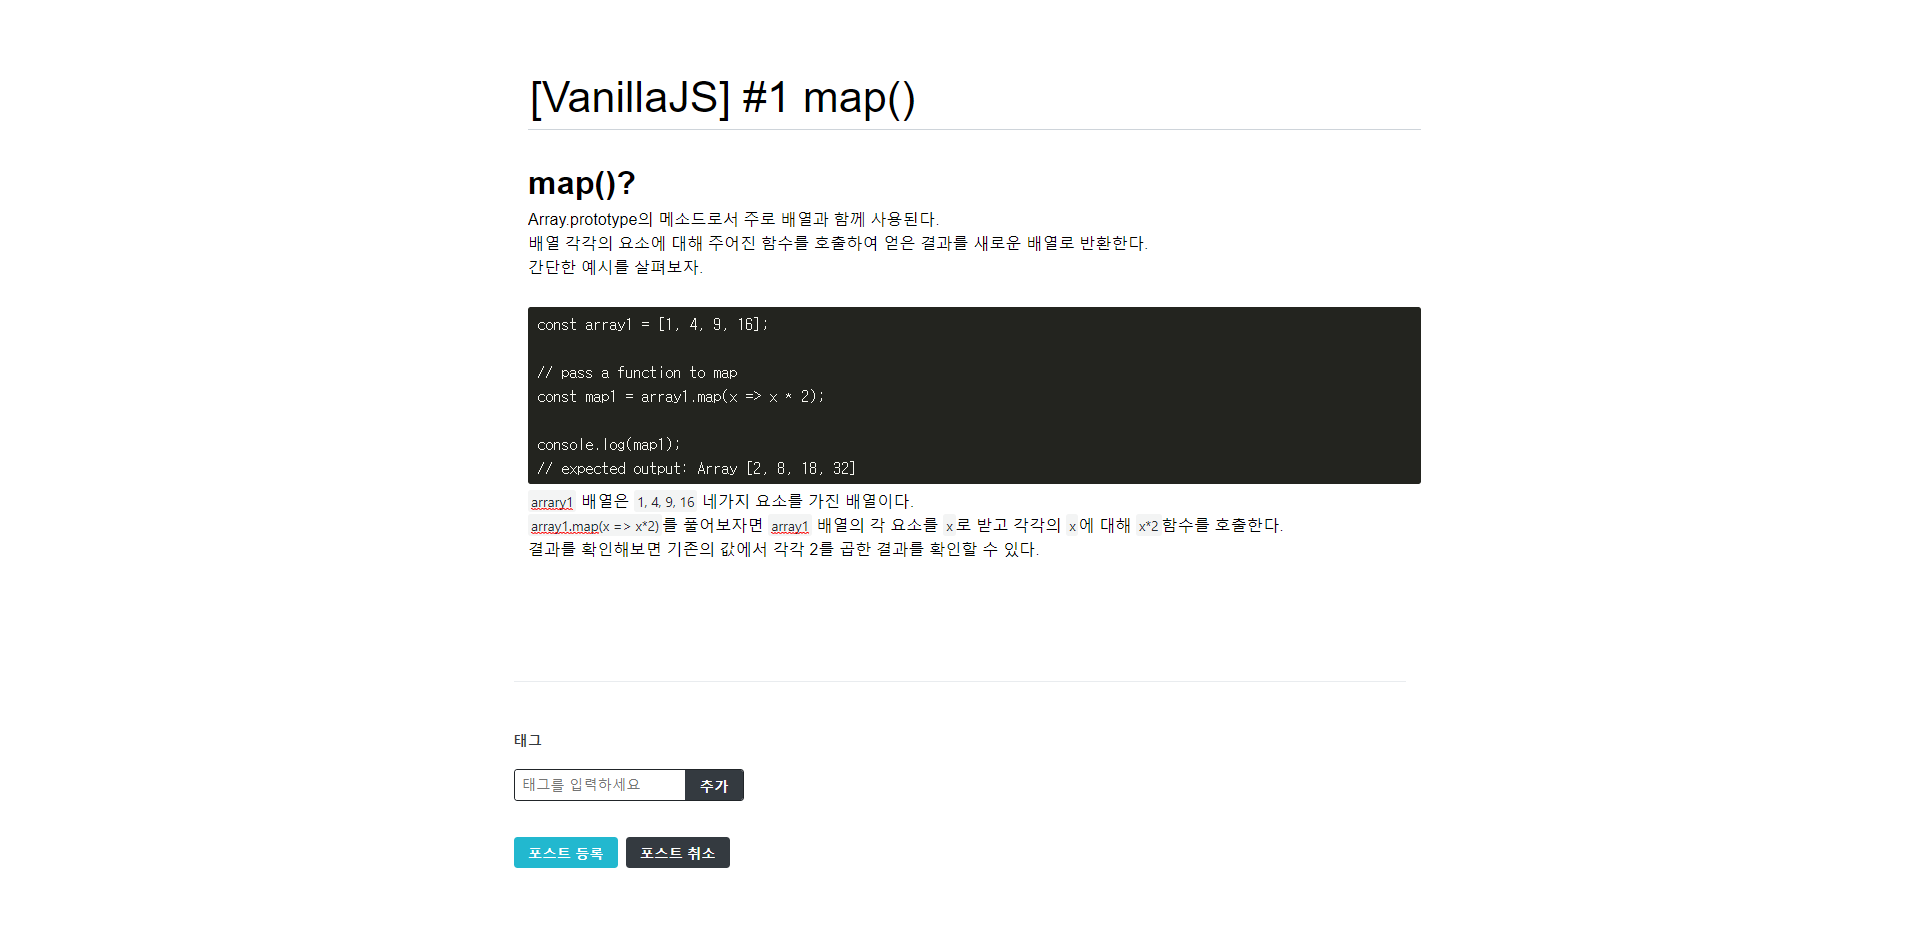 [VanillaJS] #1 map()
map()?
Array.prototype의 메소드로서 주로 배열과 함께 사용된다.
배열 각각의 요소에 대해 주어진 함수를 호출하여 얻은 결과를 새로운 배열로 반환한다.
간단한 예시를 살펴보자.
const array1 = [1, 4, 9, 16];
// pass a function to map
const map1 = array1.map(x => x * 2);
console.log(map1);
// expected output: Array [2, 8, 18, 32]
arrary1 배열은 1, 4, 9, 16 네가지 요소를 가진 배열이다.
array1.map(x => x*2)를 풀어보자면 array1 배열의 각 요소를 x로 받고 각각의 x에 대해 x*2함수를 호출한다.
결과를 확인해보면 기존의 값에서 각각 2를 곱한 결과를 확인할 수 있다.
태그
태그를 입력하세요 추가
포스트 등록 포스트 취소